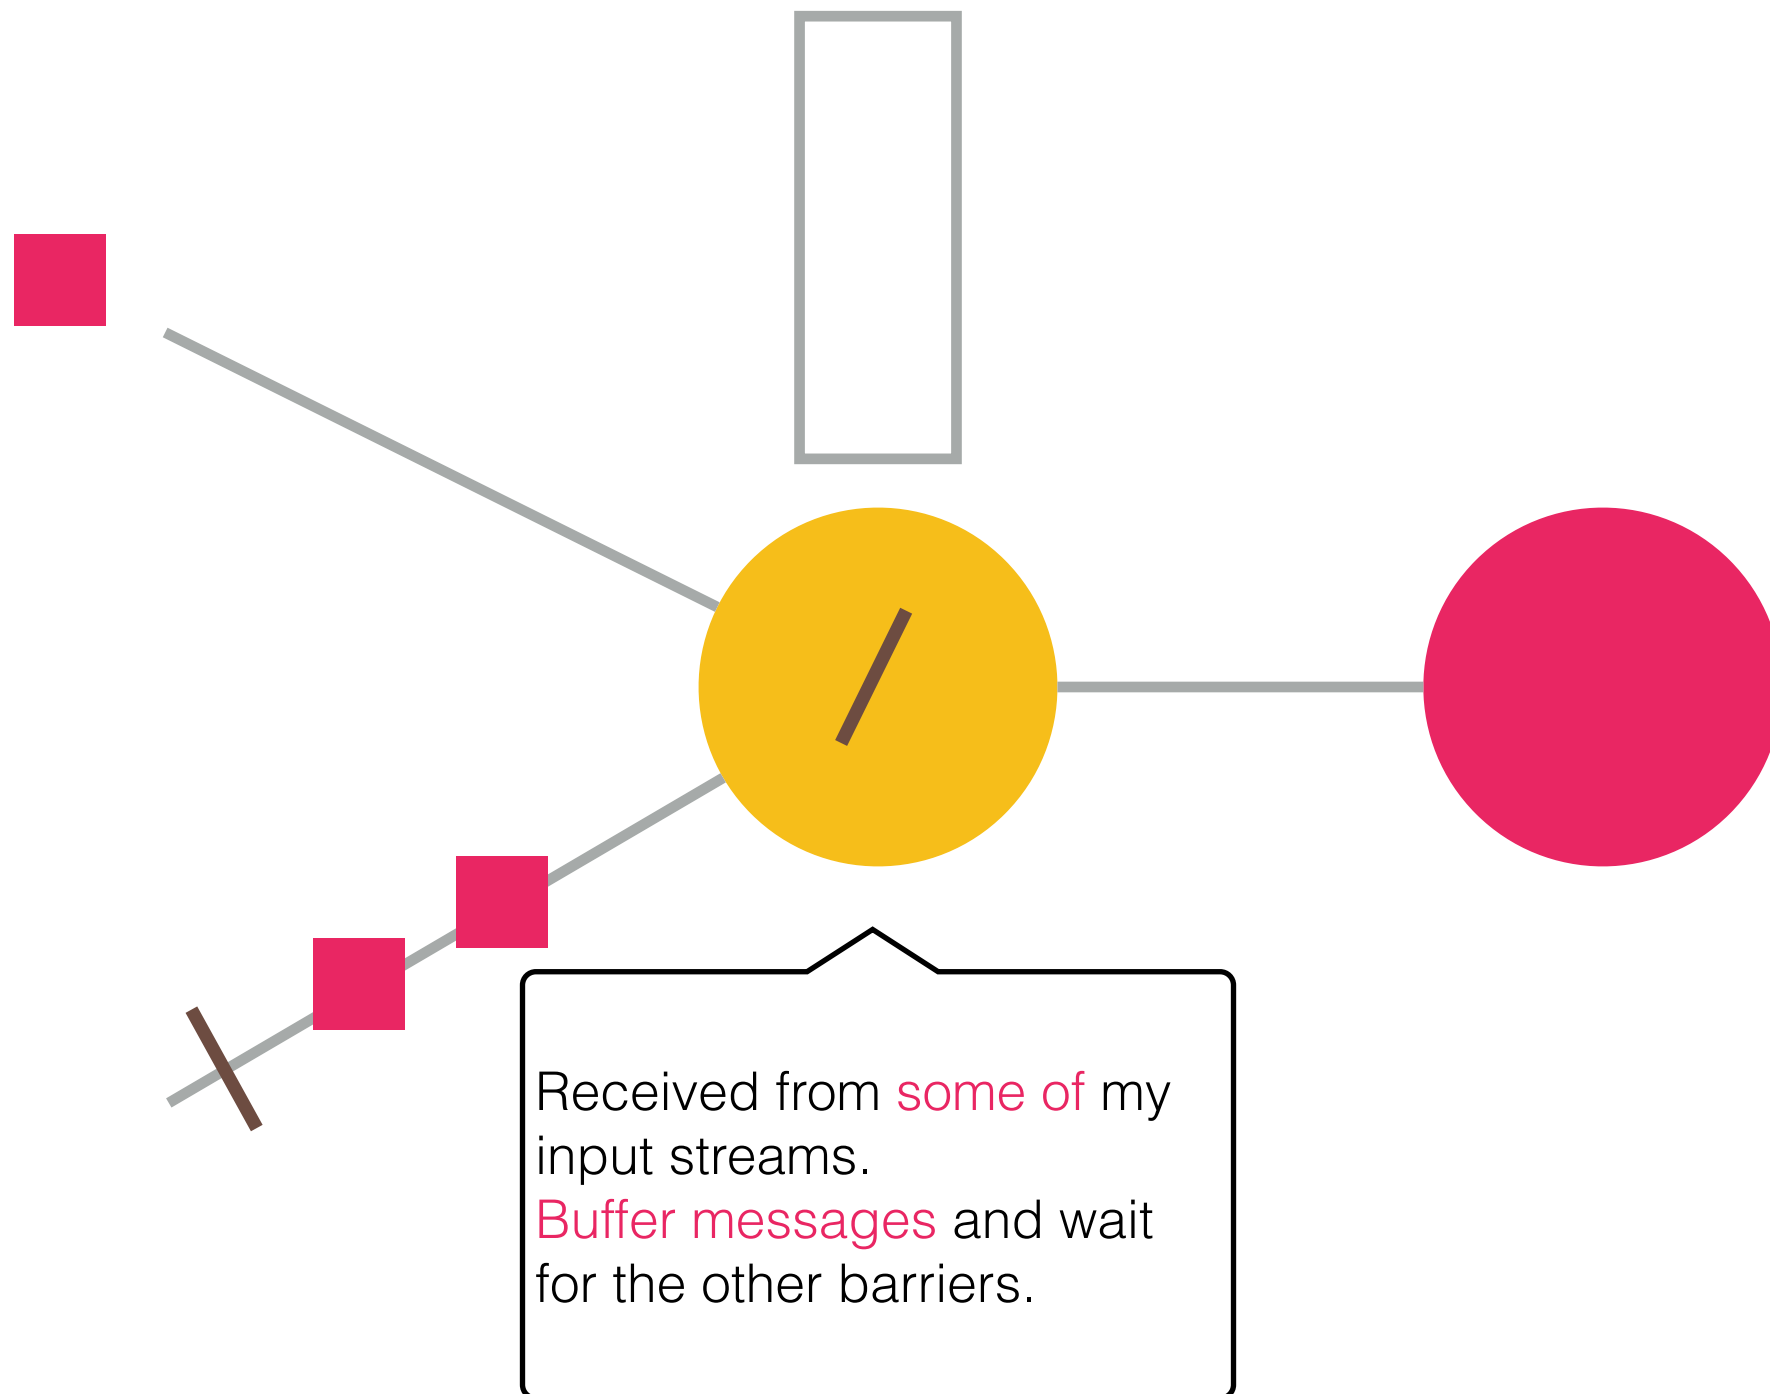 Received from some of my
input streams.
Buffer messages and wait
for the other barriers.